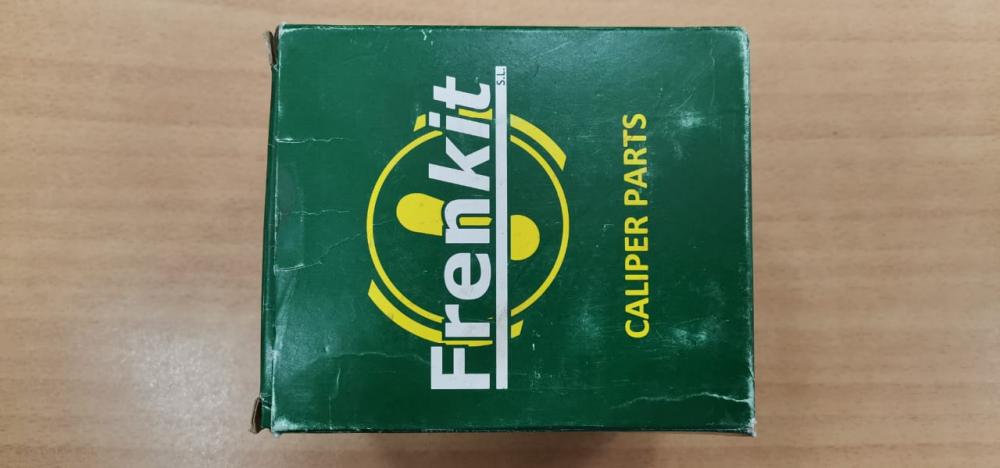 Frenkit S.L.
CALIPER PARTS